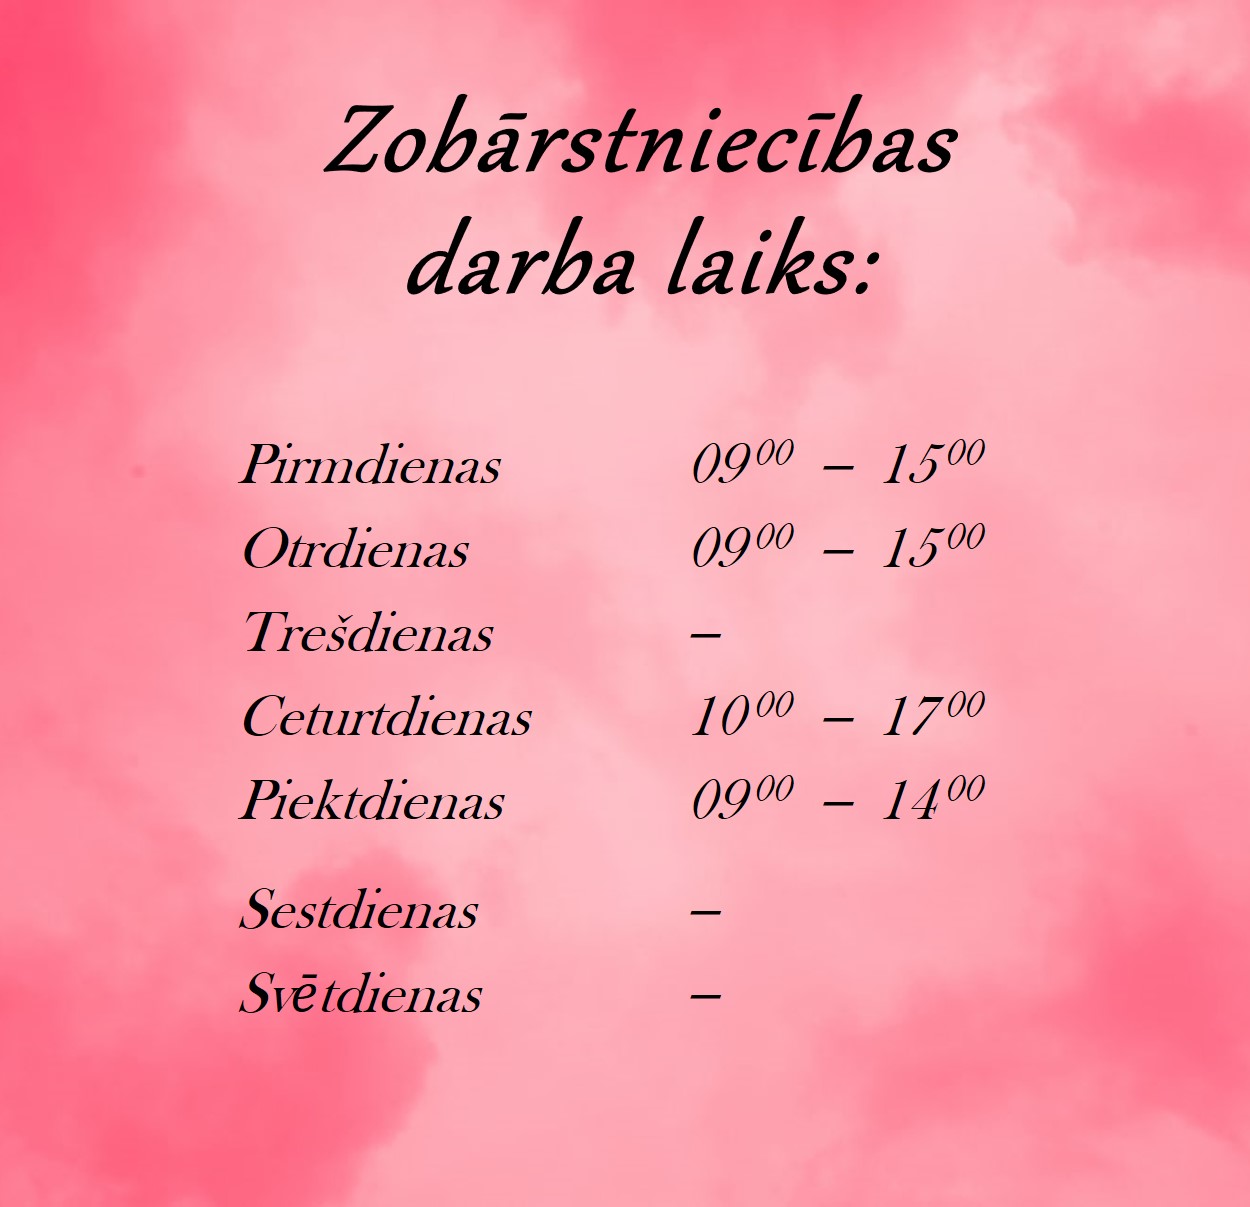 Zobārstniecības
darba laiks:
Pirmdienas 09⁰⁰ – 15⁰⁰
Otrdienas 09⁰⁰ – 15⁰⁰
Trešdienas –
Ceturtdienas 10⁰⁰ – 17⁰⁰
Piektdienas 09⁰⁰ – 14⁰⁰
Sestdienas –
Svētdienas –